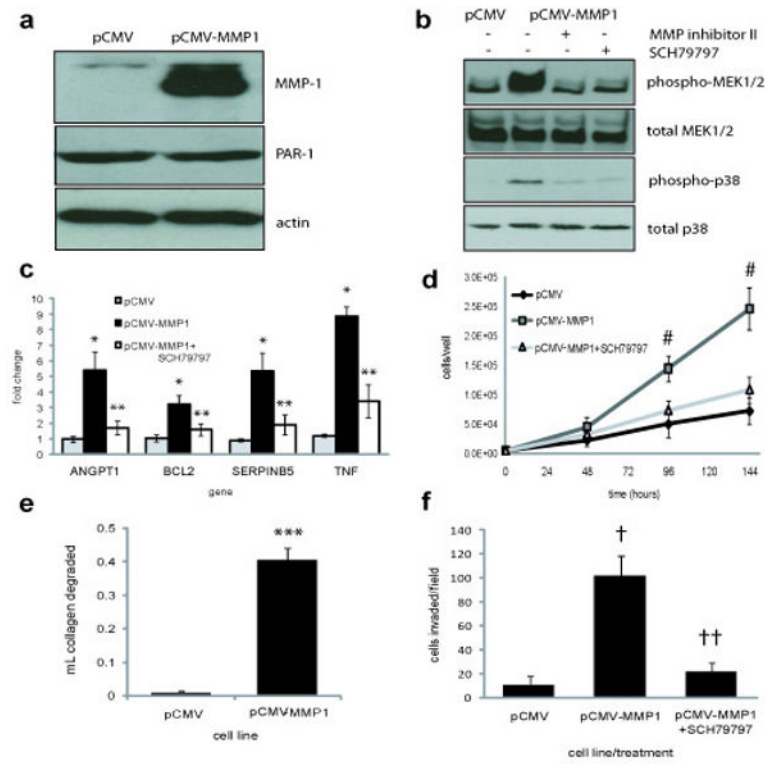 a
pCMV pCMV-MMP1
MMP-1
PAR-1
actin
b
pCMV pCMV-MMP1
- - + - MMP inhibitor II
- - - + SCH79797
phospho-MEK1/2
total MEK1/2
phospho-p38
total p38
c
pCMV
pCMV-MMP1
pCMV-MMP1+
SCH79797
fold change
10
9
8
7
6
5
4
3
2
1
0
* ** * ** * ** * **
ANGPT1 BCL2 SERPINB5 TNF
gene
d
pCMV
pCMV-MMP1
pCMV-MMP1+SCH79797
cells/well
3.0E+05
2.5E+05
2.0E+05
1.5E+05
1.0E+05
5.0E+04
0.0E+00
# #
0 24 48 72 96 120 144
time (hours)
e
mL collagen degraded
0.5
0.4
0.3
0.2
0.1
0
***
pCMV pCMVMMP1
cell line
f
cells invaded/field
140
120
100
80
60
40
20
0
† ††
pCMV pCMV-MMP1 pCMV-MMP1
+SCH79797
cell line/treatment